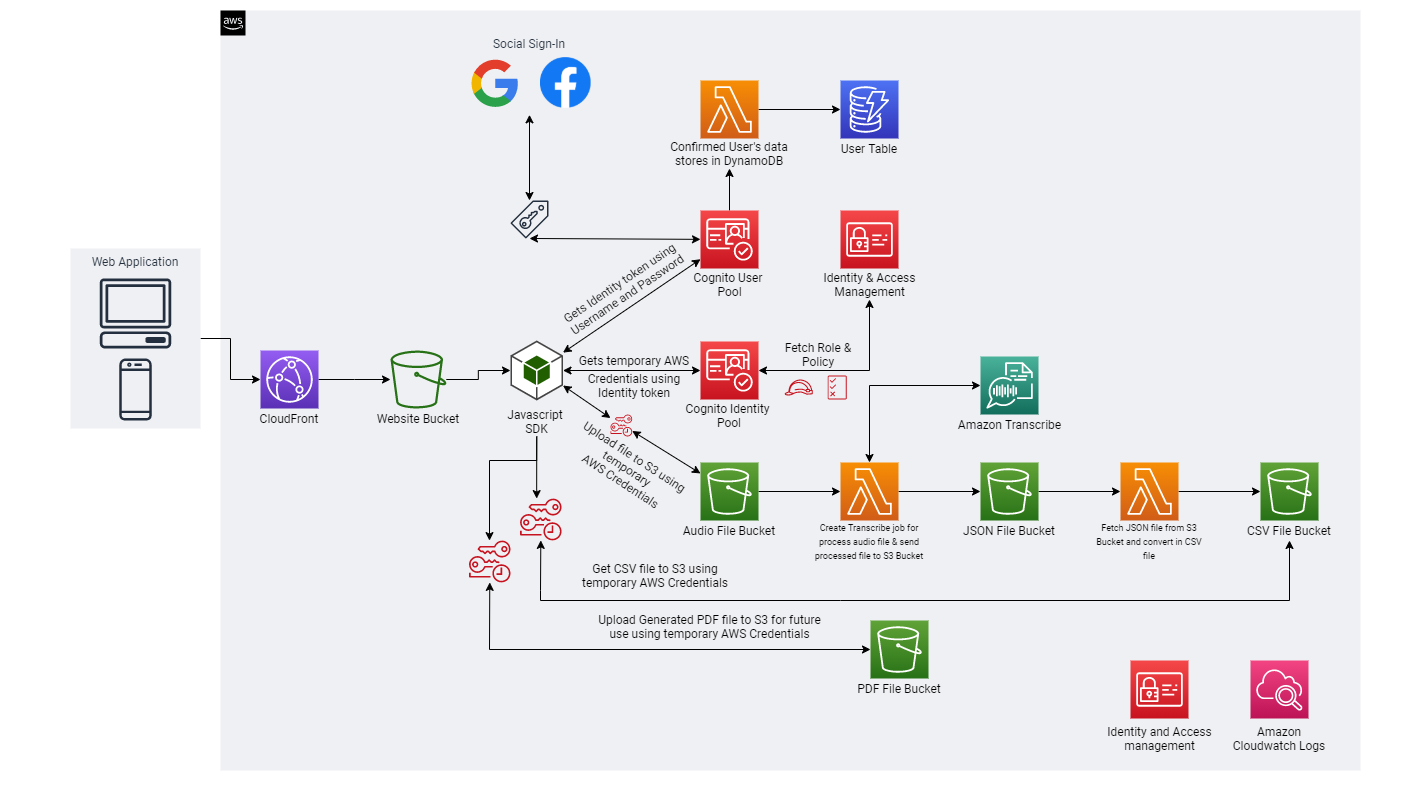 aws
Social Sign-In
Confirmed User's data
stores in DynamoDB
User Table
Web Application
Cognito User
Pool
Identity & Access
Management
Gets Identity token using
Username and Password
Gets temporary AWS
Credentials using
Identity token
Fetch Role &
Policy
CloudFront
Website Bucket
Javascript
SDK
Cognito Identity
Pool
Amazon Transcribe
Upload file to S3 using
temporary
AWS Credentials
Audio File Bucket
Create Transcribe job for
process audio file & send
processed file to S3 Bucket
JSON File Bucket
Fetch JSON file from S3
Bucket and convert in CSV
file
CSV File Bucket
Get CSV file to S3 using
temporary AWS Credentials
Upload Generated PDF file to S3 for future
use using temporary AWS Credentials
PDF File Bucket
Identity and Access
management
Amazon
Cloudwatch Logs